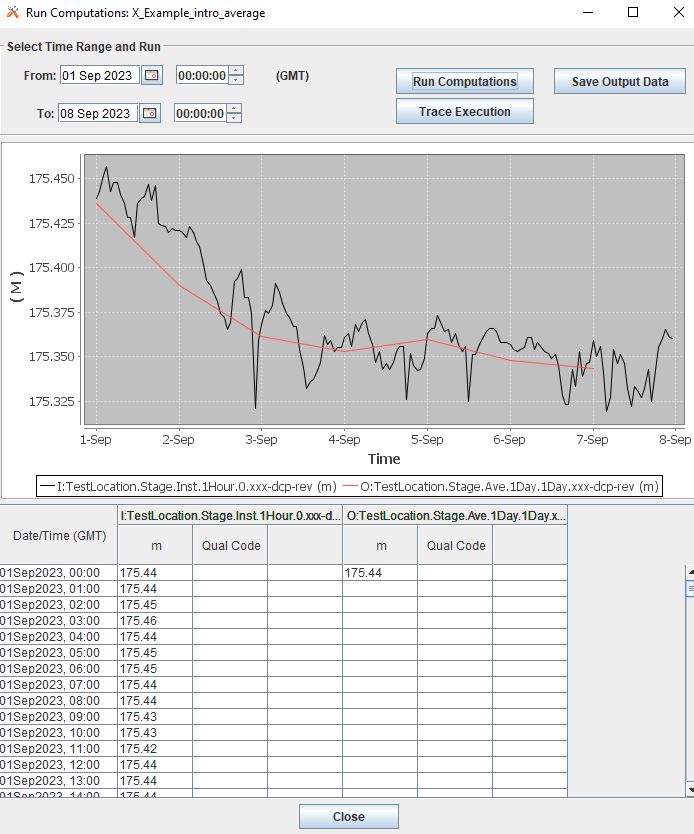 Run Computations: X_Example_intro_average
Select Time Range and Run
From: 01 Sep 2023 00:00:00 (GMT) Run Computations Save Output Data
To: 08 Sep 2023 00:00:00 Trace Execution
175.450
175.425
175.400
175.375
175.350
175.325
( M )
1-Sep 2-Sep 3-Sep 4-Sep 5-Sep 6-Sep 7-Sep 8-Sep
Time
I:TestLocation.Stage.Inst.1Hour.0.xxx-dcp-rev (m) O:TestLocation.Stage.Ave.1Day.1Day.xxx-dcp-rev (m)
Date/Time (GMT) I:TestLocation.Stage.Inst.1Hour.0.xxx-d... O:TestLocation.Stage.Ave.1Day.1Day.x...
m Qual Code m Qual Code
01Sep2023, 00:00 175.44 175.44
01Sep2023, 01:00 175.44
01Sep2023, 02:00 175.45
01Sep2023, 03:00 175.46
01Sep2023, 04:00 175.44
01Sep2023, 05:00 175.45
01Sep2023, 06:00 175.45
01Sep2023, 07:00 175.44
01Sep2023, 08:00 175.44
01Sep2023, 09:00 175.43
01Sep2023, 10:00 175.43
01Sep2023, 11:00 175.42
01Sep2023, 12:00 175.44
01Sep2023, 13:00 175.44
01Sep2023, 14:00 175.44
Close